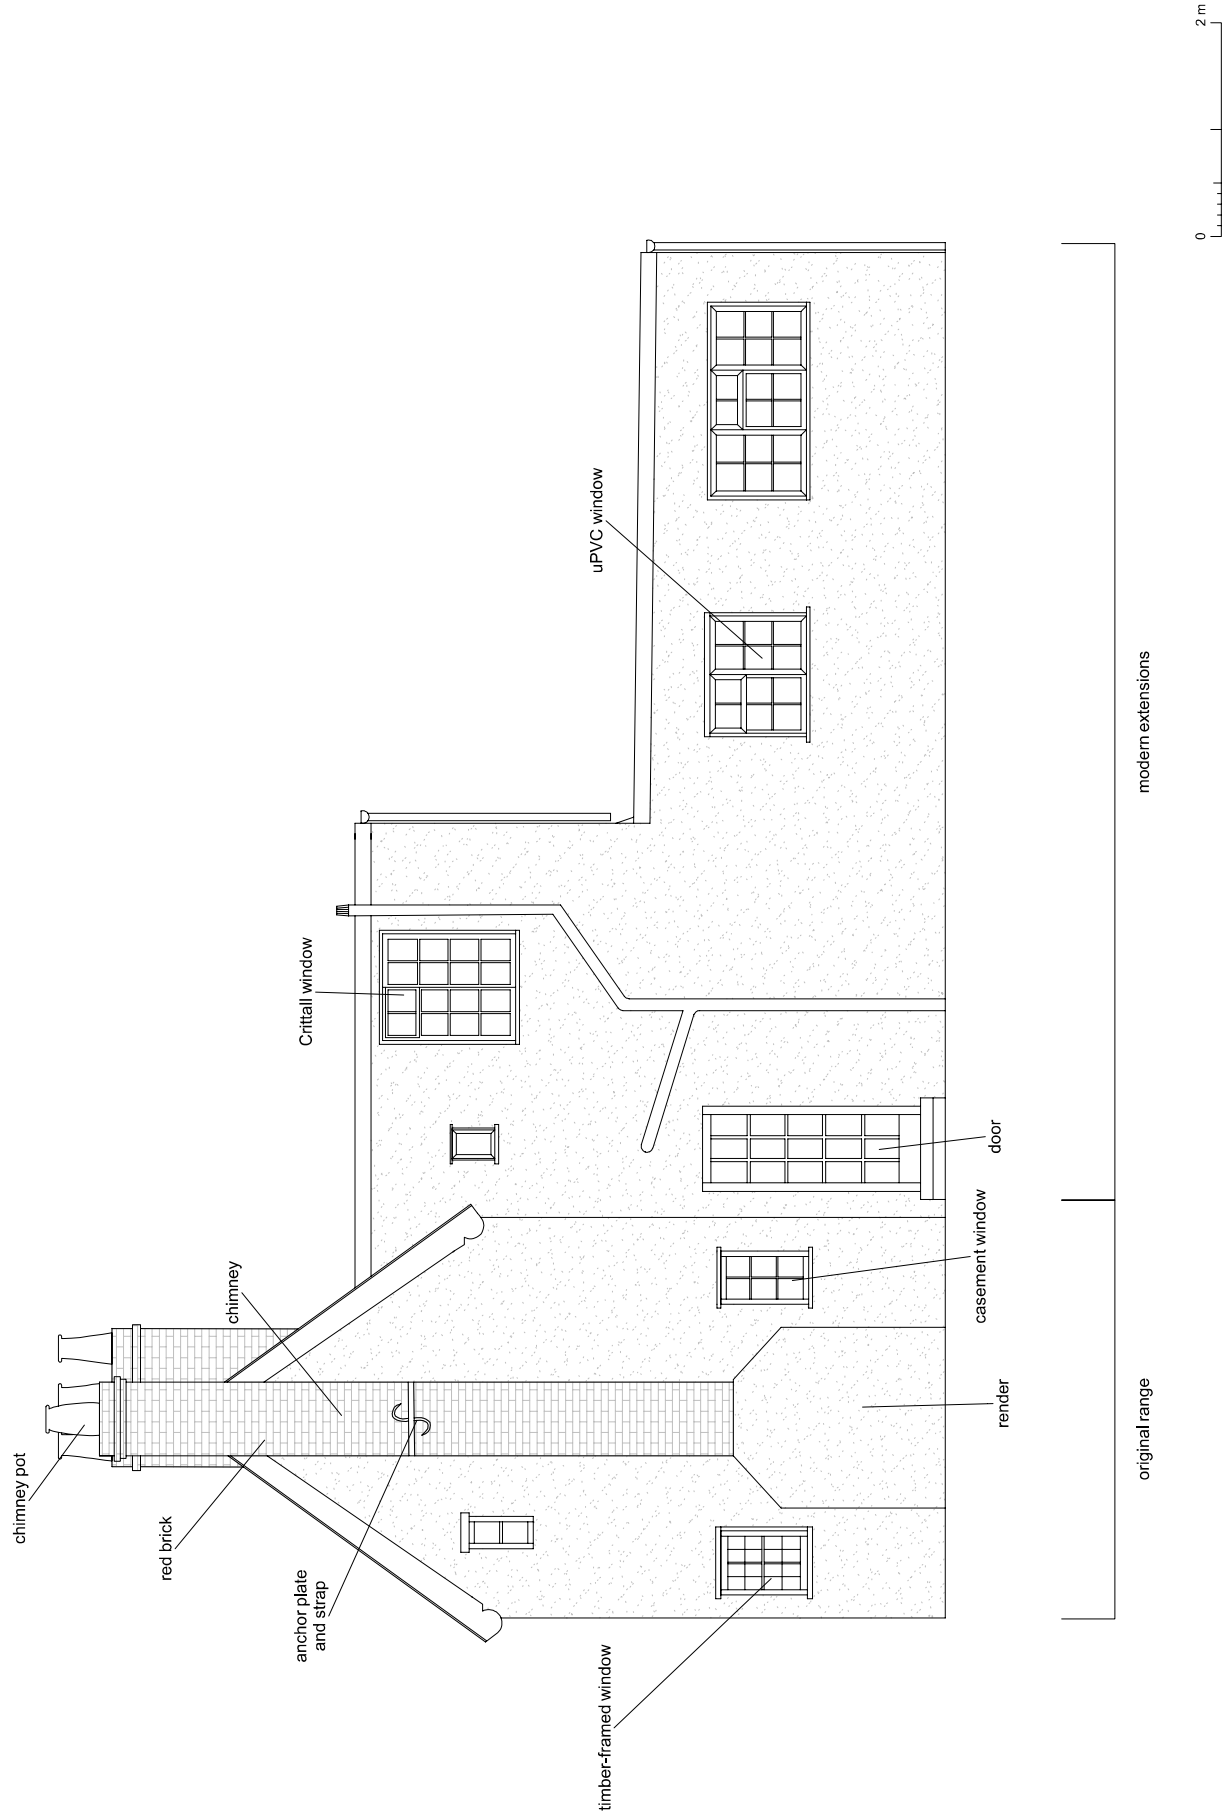 chimney pot
red brick
chimney
anchor plate
and strap
Crittall window
timber-framed window
uPVC window
render
casement window
door
original range
modern extensions
0
2 m